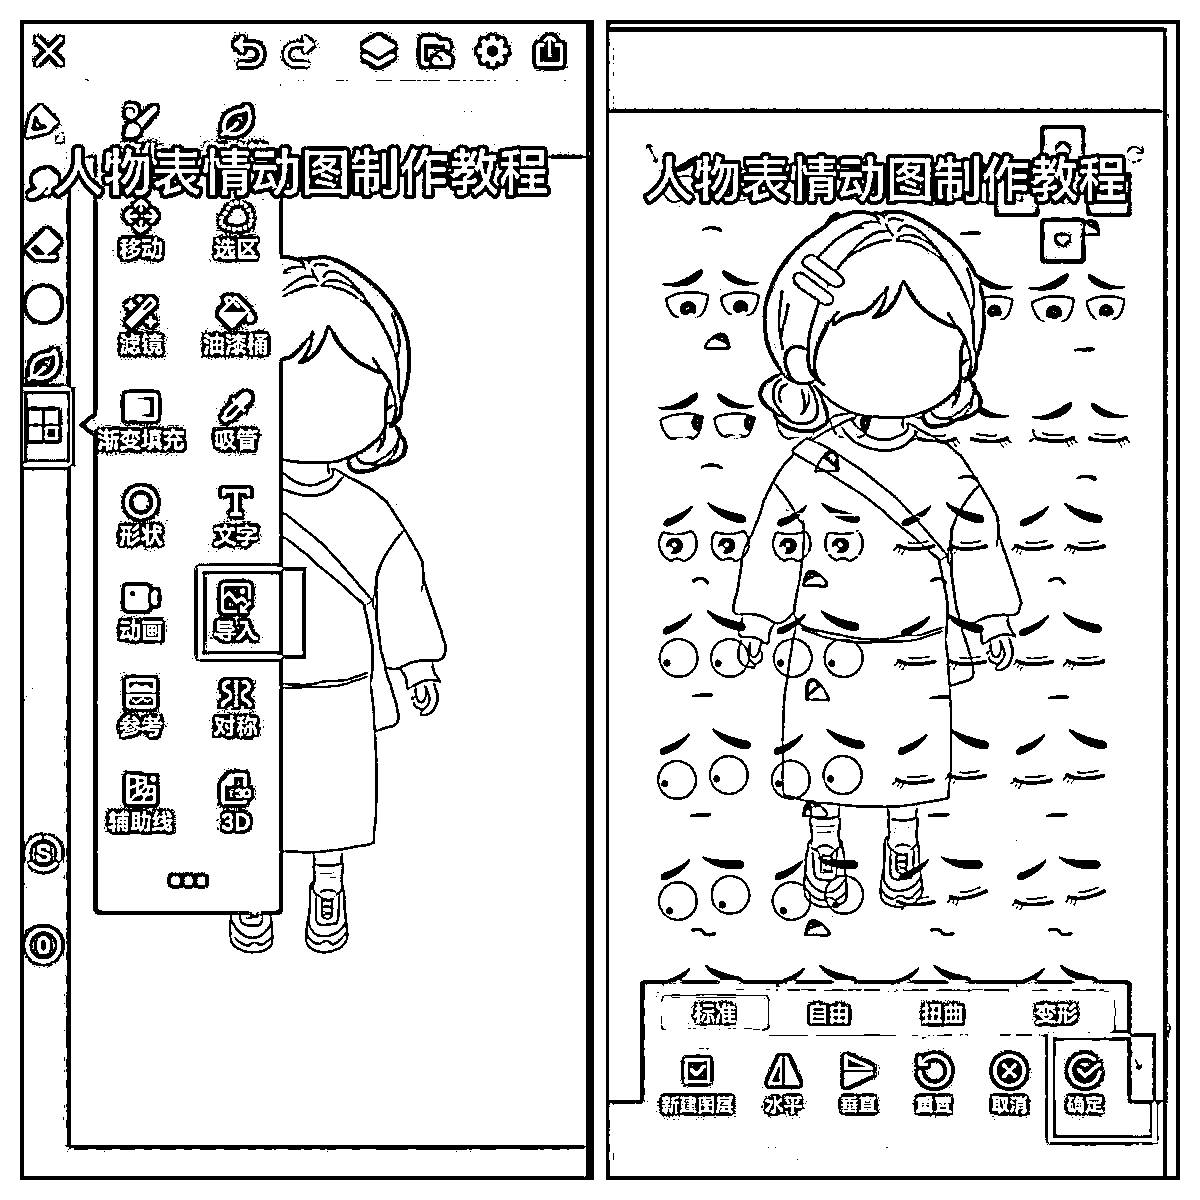 人物表情动图制作教程
移动 选区
滤镜 油漆桶
渐变填充 吸管
形状 文字
动画 导入
参考 对称
辅助线 3D
S
0
人物表情动图制作教程
标准 自由 扭曲 变形
新建图层 水平 垂直 重置 取消 确定